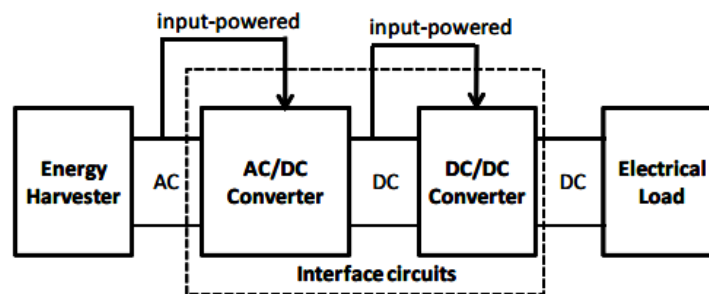 input-powered
input-powered
Energy
Harvester
AC
AC/DC
Converter
DC
DC/DC
Converter
DC
Electrical
Load
Interface circuits